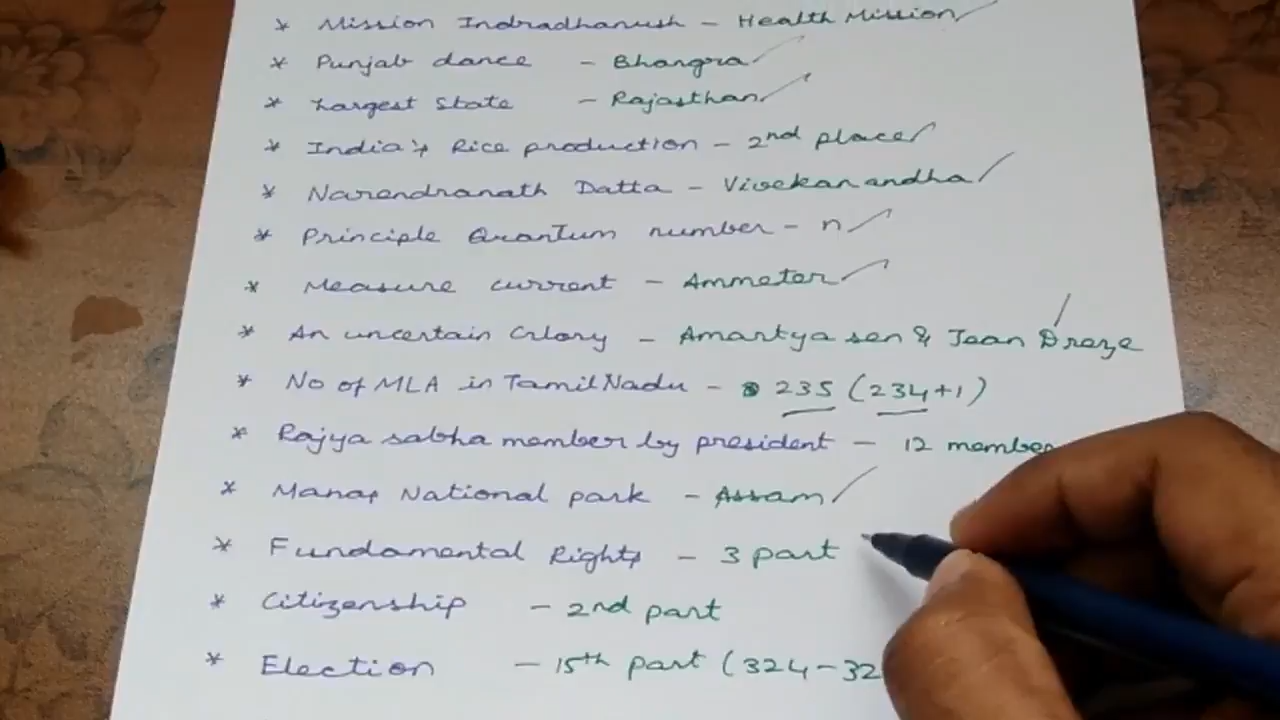 * Mission Indradhanush - Health Mission
* Punjab dance - Bhangra
* Largest State - Rajasthan
* India's Rice production - 2nd place
* Narendranath Datta - Vivekanandha
* Principle Quantum number - n
* Measure current - Ammeter
* An uncertain Glory - Amartya sen & Jean Dreze
* No of MLA in Tamil Nadu - 235 (234+1)
* Rajya sabha member by president - 12 member
* Manas National park - Assam
* Fundamental Rights - 3 part
* Citizenship - 2nd part
* Election - 15th part (324-32